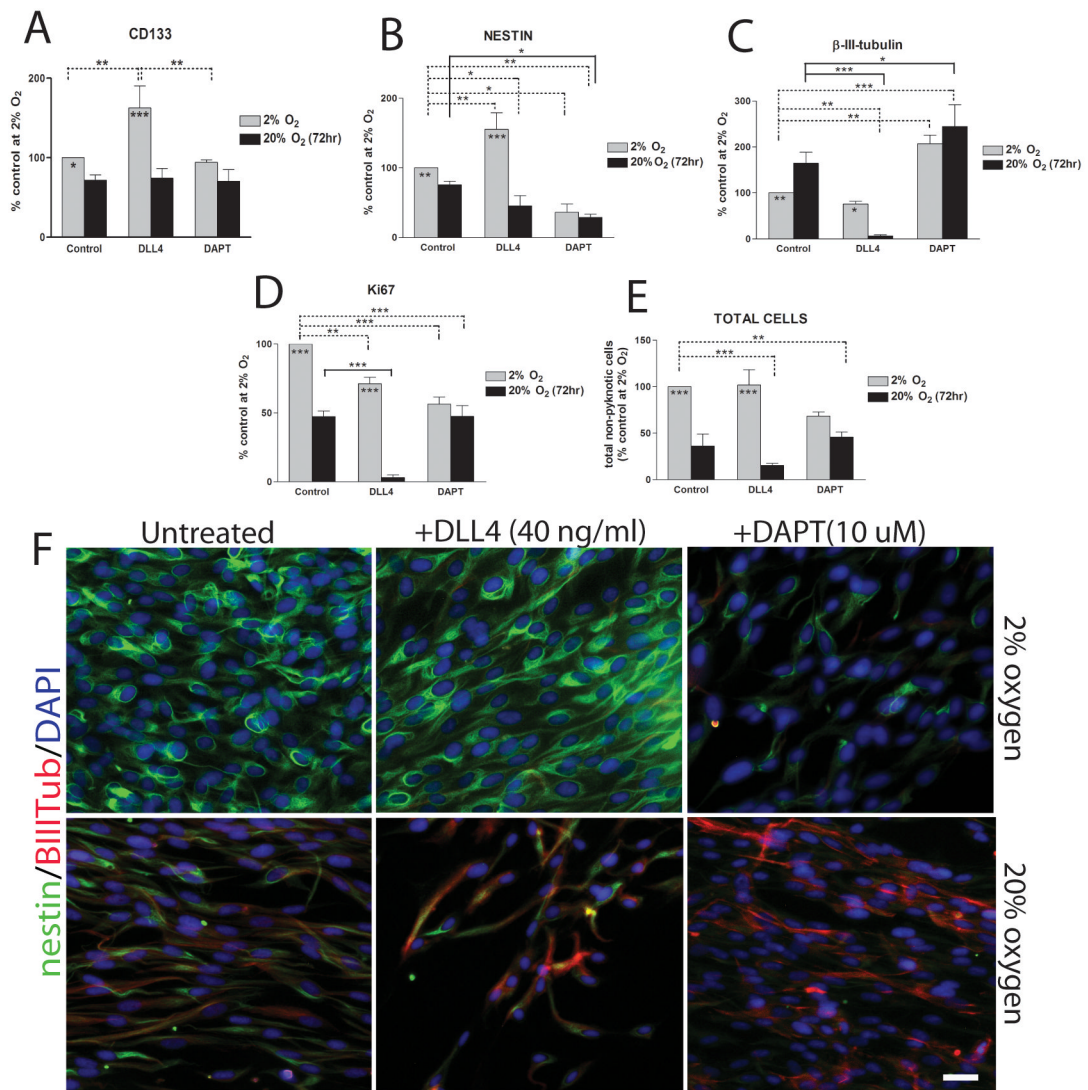 A
CD133
% control at 2% O₂
200
100
0
** **
***
*
Control DLL4 DAPT
2% O₂
20% O₂ (72hr)
B
NESTIN
% control at 2% O₂
200
150
100
50
0
*
**
*
*
**
***
**
Control DLL4 DAPT
2% O₂
20% O₂ (72hr)
C
β-III-tubulin
% control at 2% O₂
300
200
100
0
*
***
***
**
**
**
*
Control DLL4 DAPT
2% O₂
20% O₂ (72hr)
D
Ki67
% control at 2% O₂
100
50
0
***
***
**
***
***
***
Control DLL4 DAPT
2% O₂
20% O₂ (72hr)
E
TOTAL CELLS
total non-pyknotic cells
(% control at 2% O₂)
150
100
50
0
**
***
*** ***
Control DLL4 DAPT
2% O₂
20% O₂ (72hr)
F
Untreated +DLL4 (40 ng/ml) +DAPT(10 uM)
nestin/BIIITub/DAPI
2% oxygen
20% oxygen